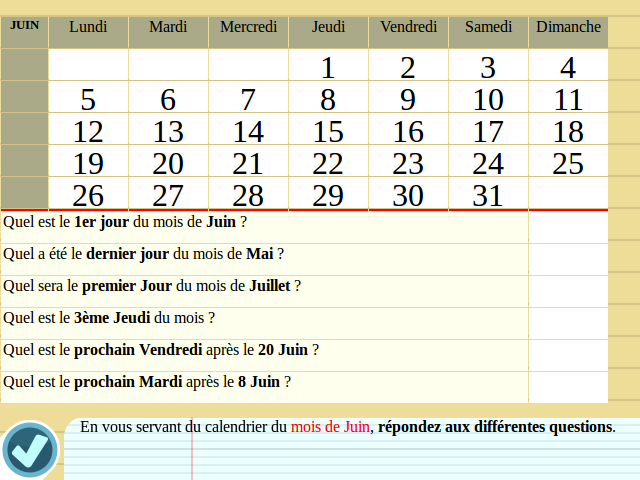 JUIN Lundi Mardi Mercredi Jeudi Vendredi Samedi Dimanche
1 2 3 4
5 6 7 8 9 10 11
12 13 14 15 16 17 18
19 20 21 22 23 24 25
26 27 28 29 30 31
Quel est le 1er jour du mois de Juin ?
Quel a été le dernier jour du mois de Mai ?
Quel sera le premier Jour du mois de Juillet ?
Quel est le 3ème Jeudi du mois ?
Quel est le prochain Vendredi après le 20 Juin ?
Quel est le prochain Mardi après le 8 Juin ?
En vous servant du calendrier du mois de Juin, répondez aux différentes questions.